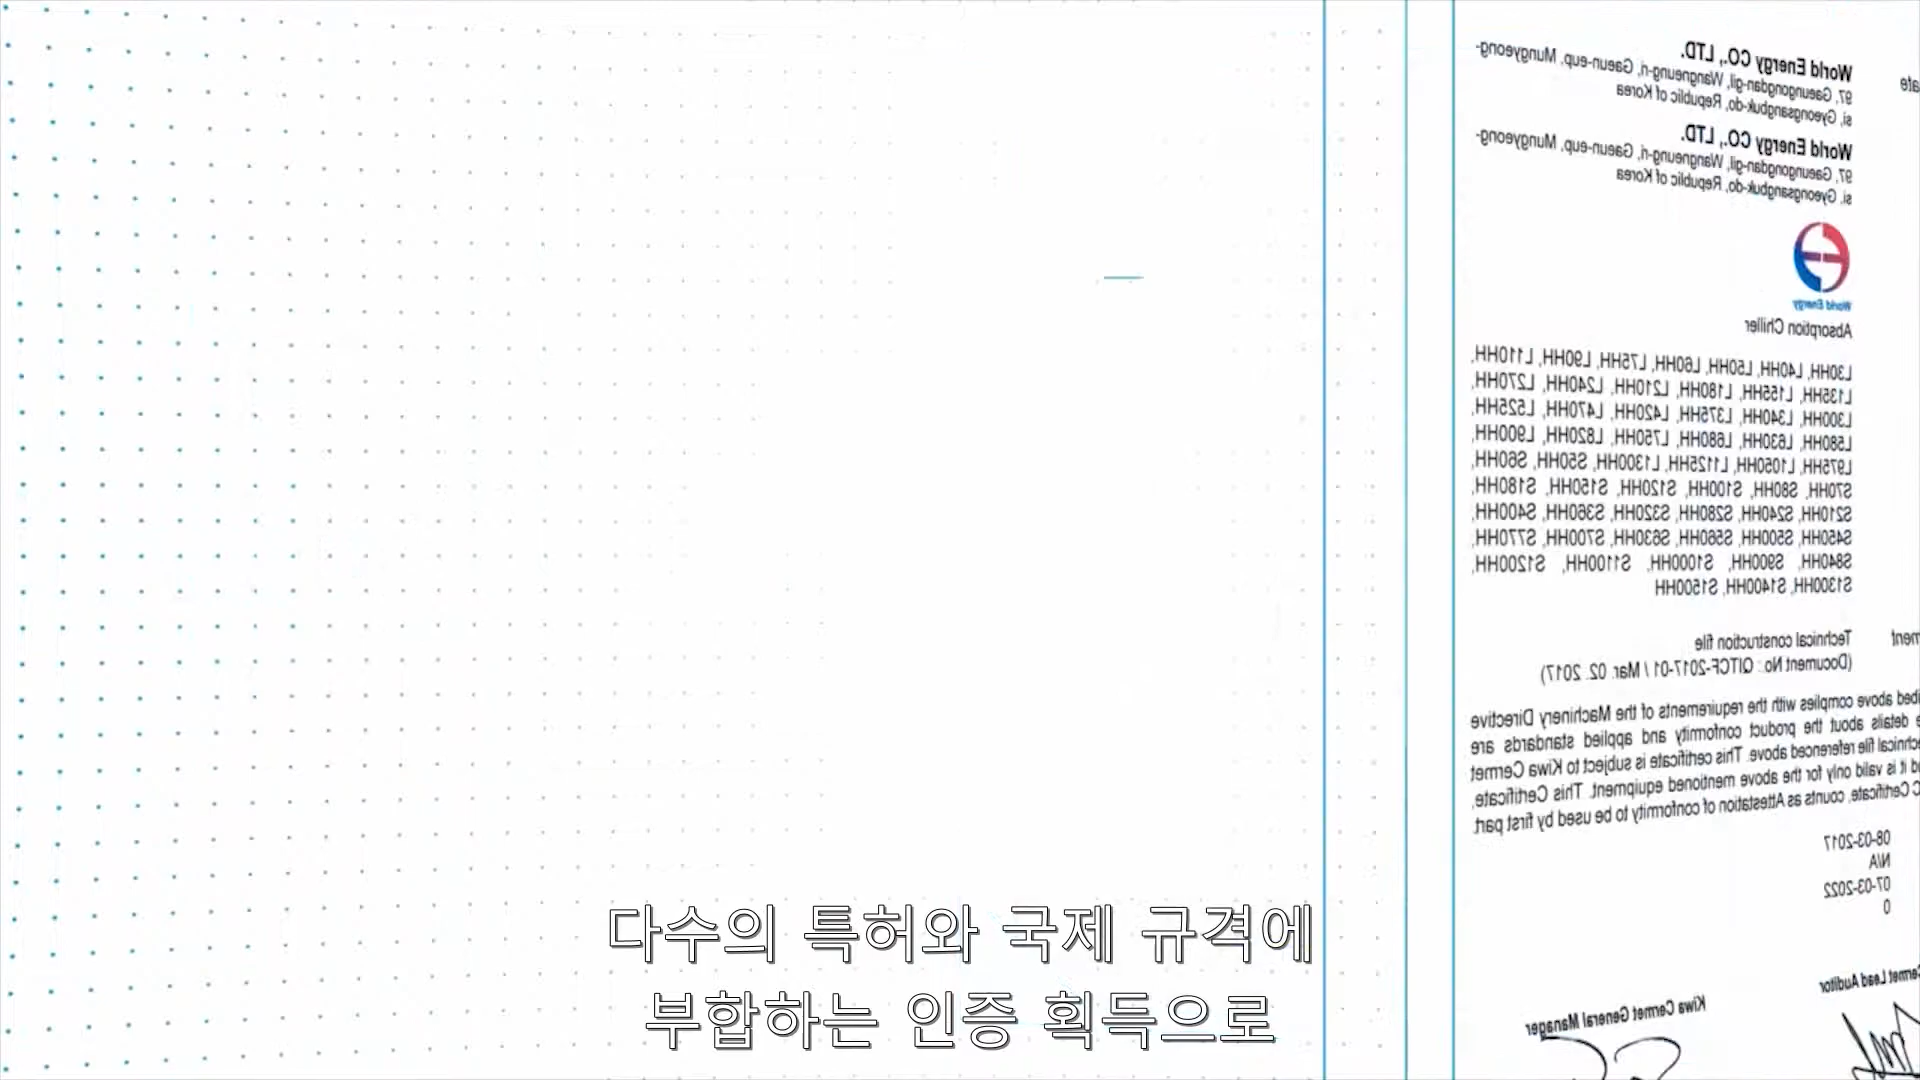 World Energy CO., LTD.
97, Gaeungongdan-gil, Wangneung-ri, Gaeun-eup, Mungyeong-
si, Gyeongsangbuk-do, Republic of Korea
World Energy CO., LTD.
97, Gaeungongdan-gil, Wangneung-ri, Gaeun-eup, Mungyeong-
si, Gyeongsangbuk-do, Republic of Korea
World Energy
Absorption Chiller
L30HH, L40HH, L50HH, L60HH, L75HH, L90HH, L110HH,
L135HH, L155HH, L180HH, L210HH, L240HH, L270HH,
L300HH, L340HH, L375HH, L420HH, L470HH, L525HH,
L580HH, L630HH, L680HH, L750HH, L820HH, L900HH,
L975HH, L1050HH, L1125HH, L1300HH, S50HH, S60HH,
S70HH, S80HH, S100HH, S120HH, S150HH, S180HH,
S210HH, S240HH, S280HH, S320HH, S360HH, S400HH,
S450HH, S500HH, S560HH, S630HH, S700HH, S770HH,
S840HH, S900HH, S1000HH, S1100HH, S1200HH,
S1300HH, S1400HH, S1500HH
Technical construction file
(Document No.: QITCF-2017-01 / Mar. 02. 2017)
above complies with the requirements of the Machinery Directive
details about the product conformity and applied standards are
file referenced above. This certificate is subject to Kiwa Cermet
it is valid only for the above mentioned equipment. This Certificate,
Certificate, counts as Attestation of conformity to be used by first part
08-03-2017
N/A
07-03-2022
0
Cermet Lead Auditor
Kiwa Cermet General Manager
다수의 특허와 국제 규격에
부합하는 인증 획득으로